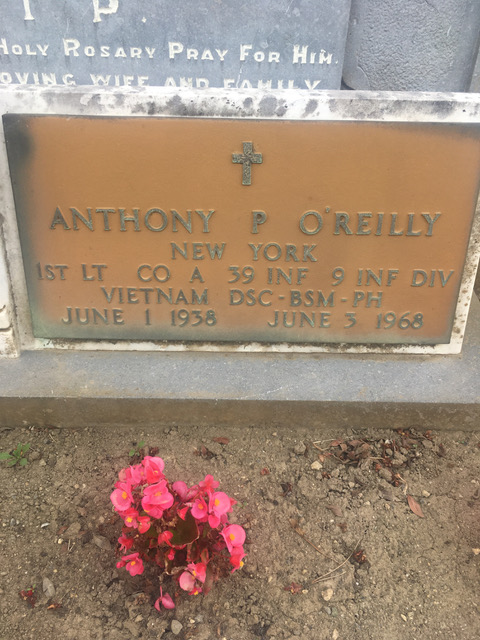 I P.
HOLY ROSARY PRAY FOR HIM.
LOVING WIFE AND FAMILY.
ANTHONY P O'REILLY
NEW YORK
1ST LT CO A 39 INF 9 INF DIV
VIETNAM DSC-BSM-PH
JUNE 1 1938 JUNE 3 1968